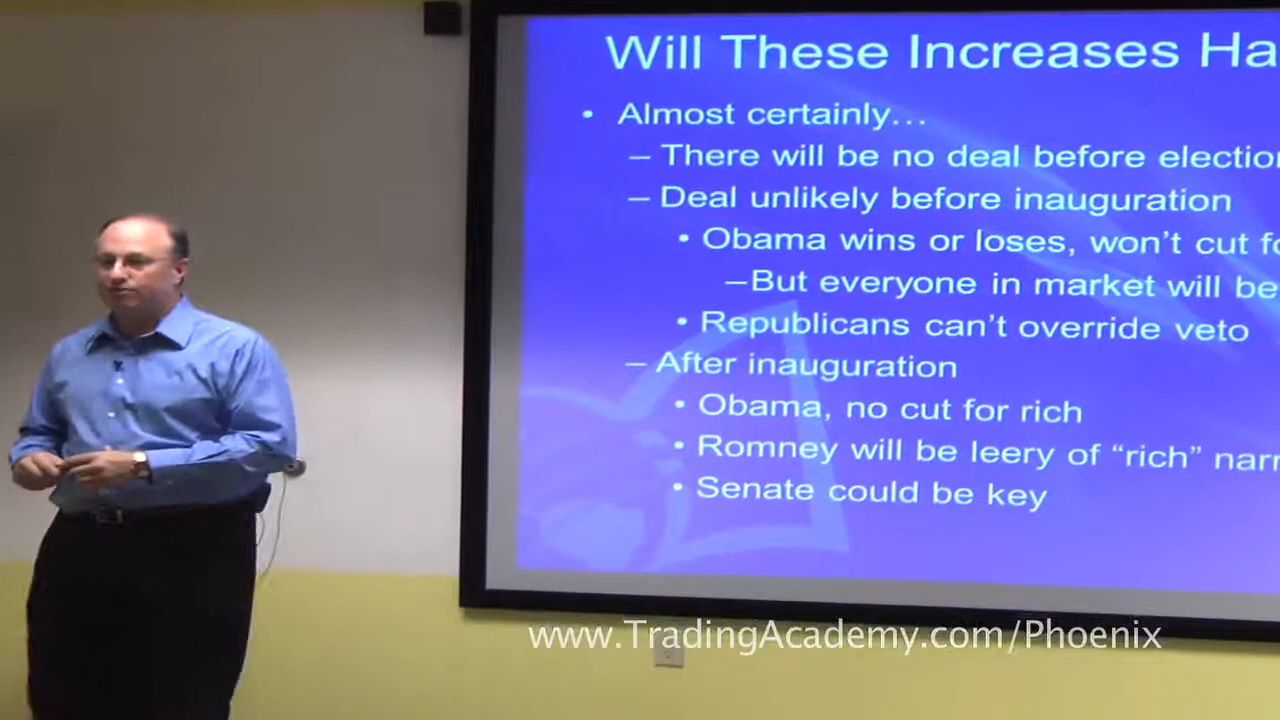 Will These Increases Ha
• Almost certainly…
– There will be no deal before electio
– Deal unlikely before inauguration
• Obama wins or loses, won't cut fo
–But everyone in market will be
• Republicans can't override veto
– After inauguration
• Obama, no cut for rich
• Romney will be leery of “rich” narr
• Senate could be key
www.TradingAcademy.com/Phoenix